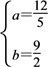 a = 12/5
b = 9/2